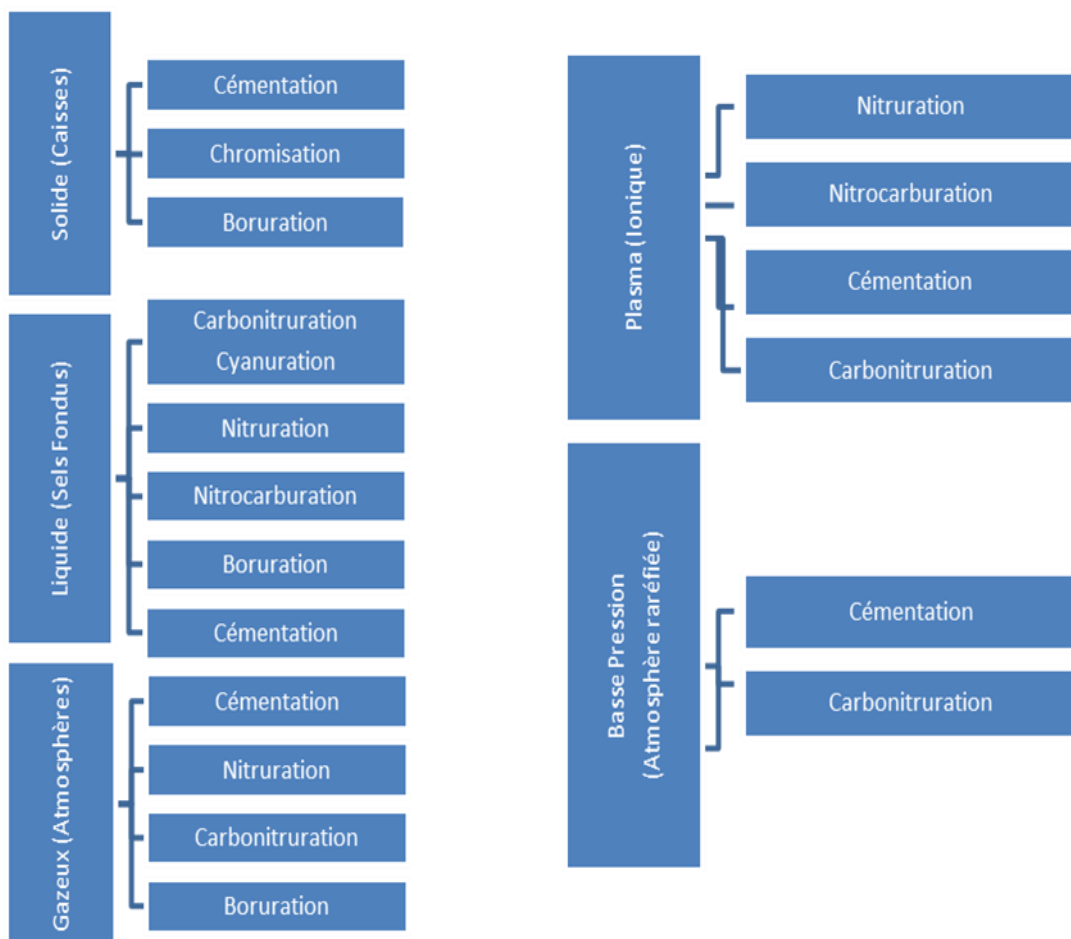 Solide (Caisses)
Cémentation
Chromisation
Boruration
Liquide (Sels Fondus)
Carbonitruration
Cyanuration
Nitruration
Nitrocarburation
Boruration
Cémentation
Gazeux (Atmosphères)
Cémentation
Nitruration
Carbonitruration
Boruration
Plasma (Ionique)
Nitruration
Nitrocarburation
Cémentation
Carbonitruration
Basse Pression
(Atmosphère raréfiée)
Cémentation
Carbonitruration